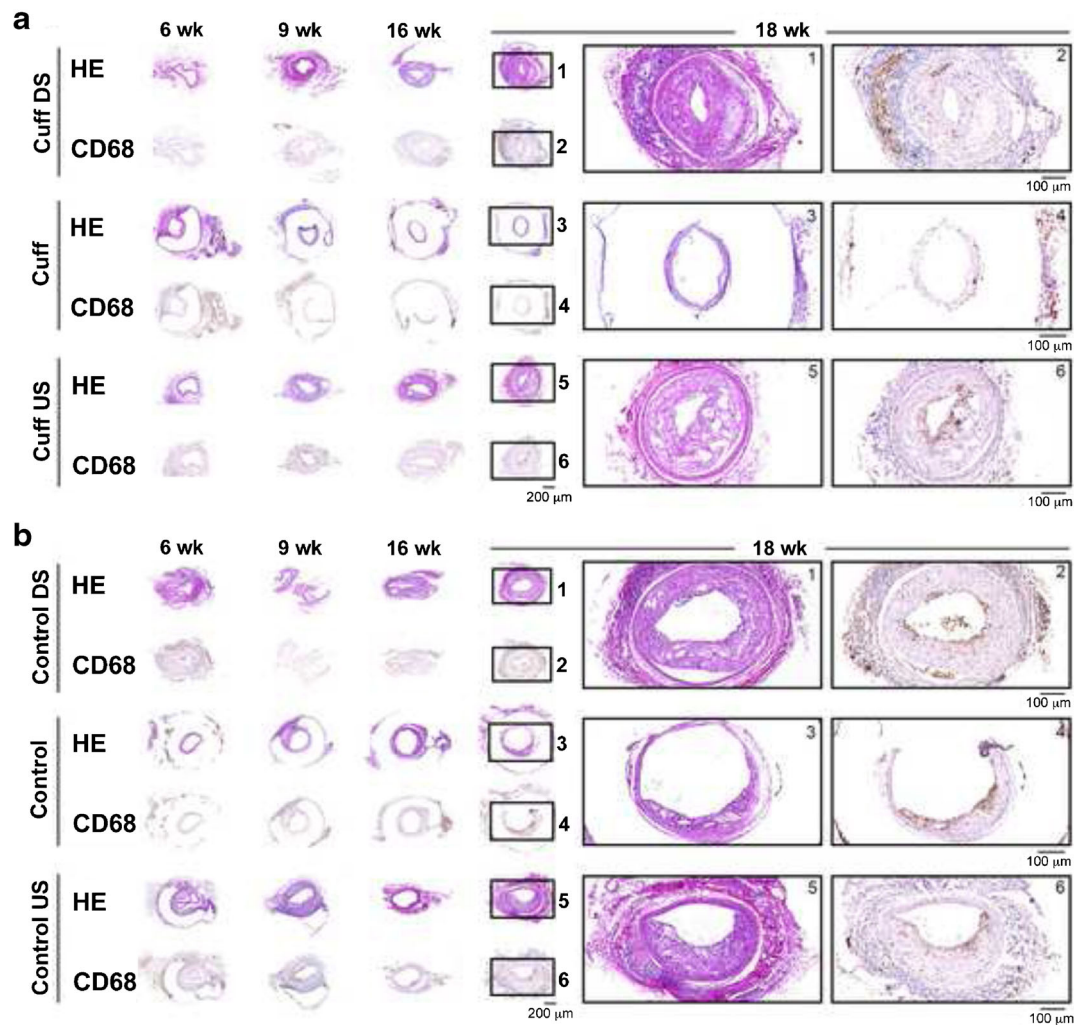 a
6 wk 9 wk 16 wk 18 wk
Cuff DS
HE 1 1 2
CD68 2
100 μm
Cuff
HE 3 3 4
CD68 4
100 μm
Cuff US
HE 5 5 6
CD68 6
200 μm 100 μm
b
6 wk 9 wk 16 wk 18 wk
Control DS
HE 1 1 2
CD68 2
100 μm
Control
HE 3 3 4
CD68 4
100 μm
Control US
HE 5 5 6
CD68 6
200 μm 100 μm